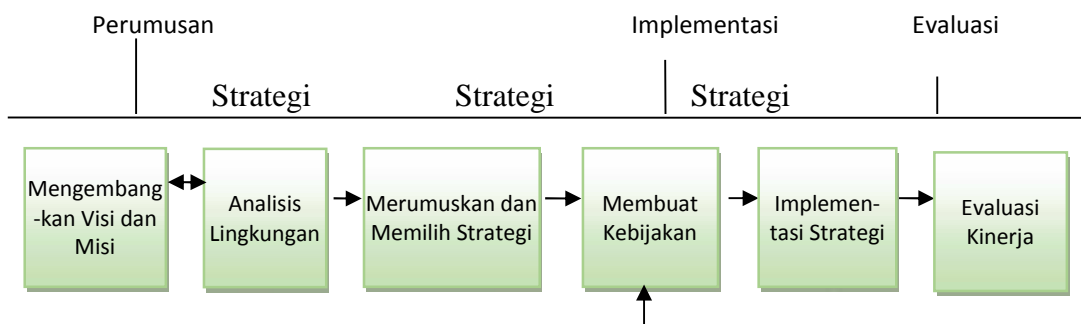 Perumusan Implementasi Evaluasi
Strategi Strategi Strategi
Mengembang
-kan Visi dan
Misi
Analisis
Lingkungan
Merumuskan dan
Memilih Strategi
Membuat
Kebijakan
Implemen-
tasi Strategi
Evaluasi
Kinerja